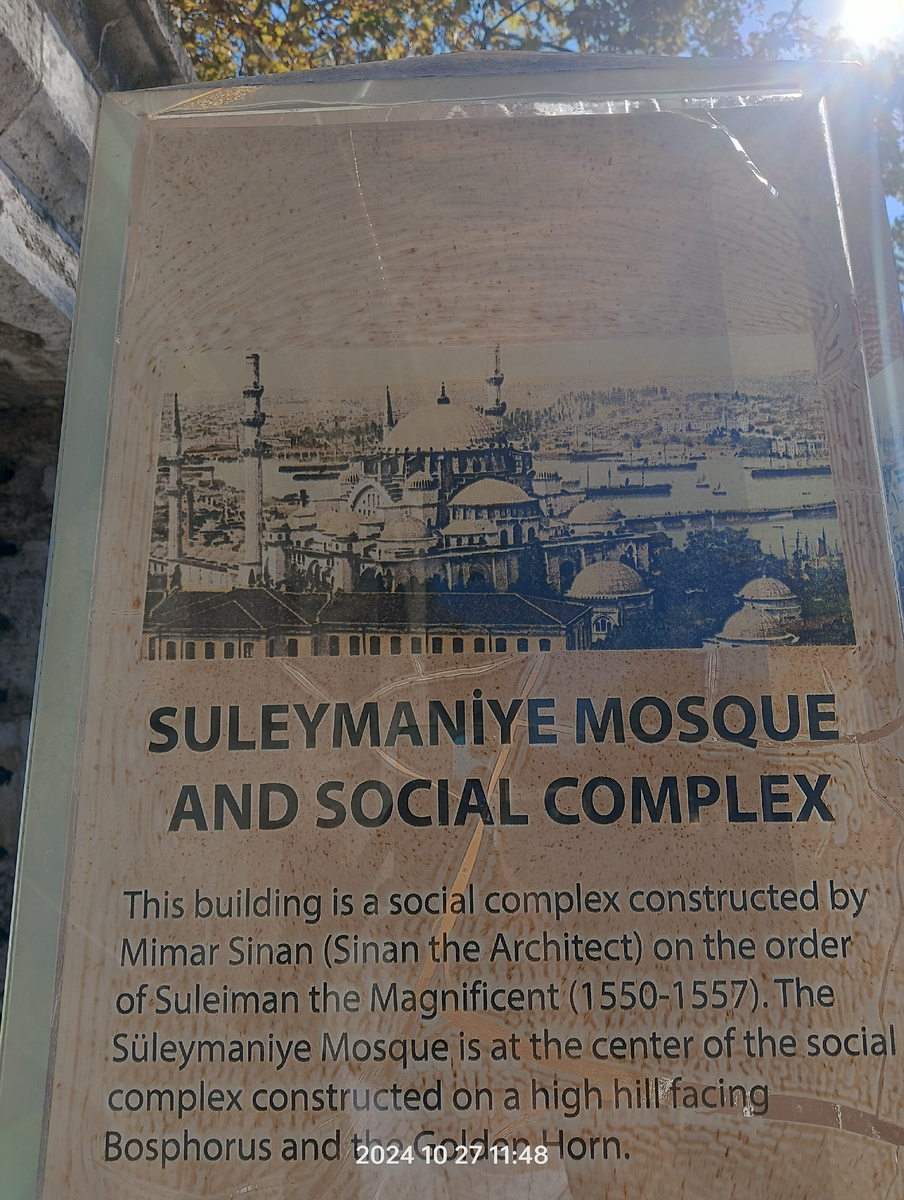 SULEYMANİYE MOSQUE
AND SOCIAL COMPLEX
This building is a social complex constructed by
Mimar Sinan (Sinan the Architect) on the order
of Suleiman the Magnificent (1550-1557). The
Süleymaniye Mosque is at the center of the social
complex constructed on a high hill facing
Bosphorus and the Golden Horn.
2024 10 27 11:48